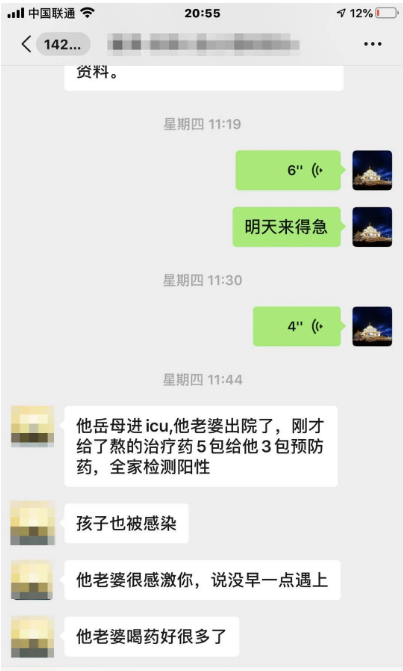 中国联通
20:55
12%
142...
资料。
星期四 11:19
6"
明天来得急
星期四 11:30
4"
星期四 11:44
他岳母进icu,他老婆出院了，刚才
给了熬的治疗药5包给他3包预防
药，全家检测阳性
孩子也被感染
他老婆很感激你，说没早一点遇上
他老婆喝药好很多了